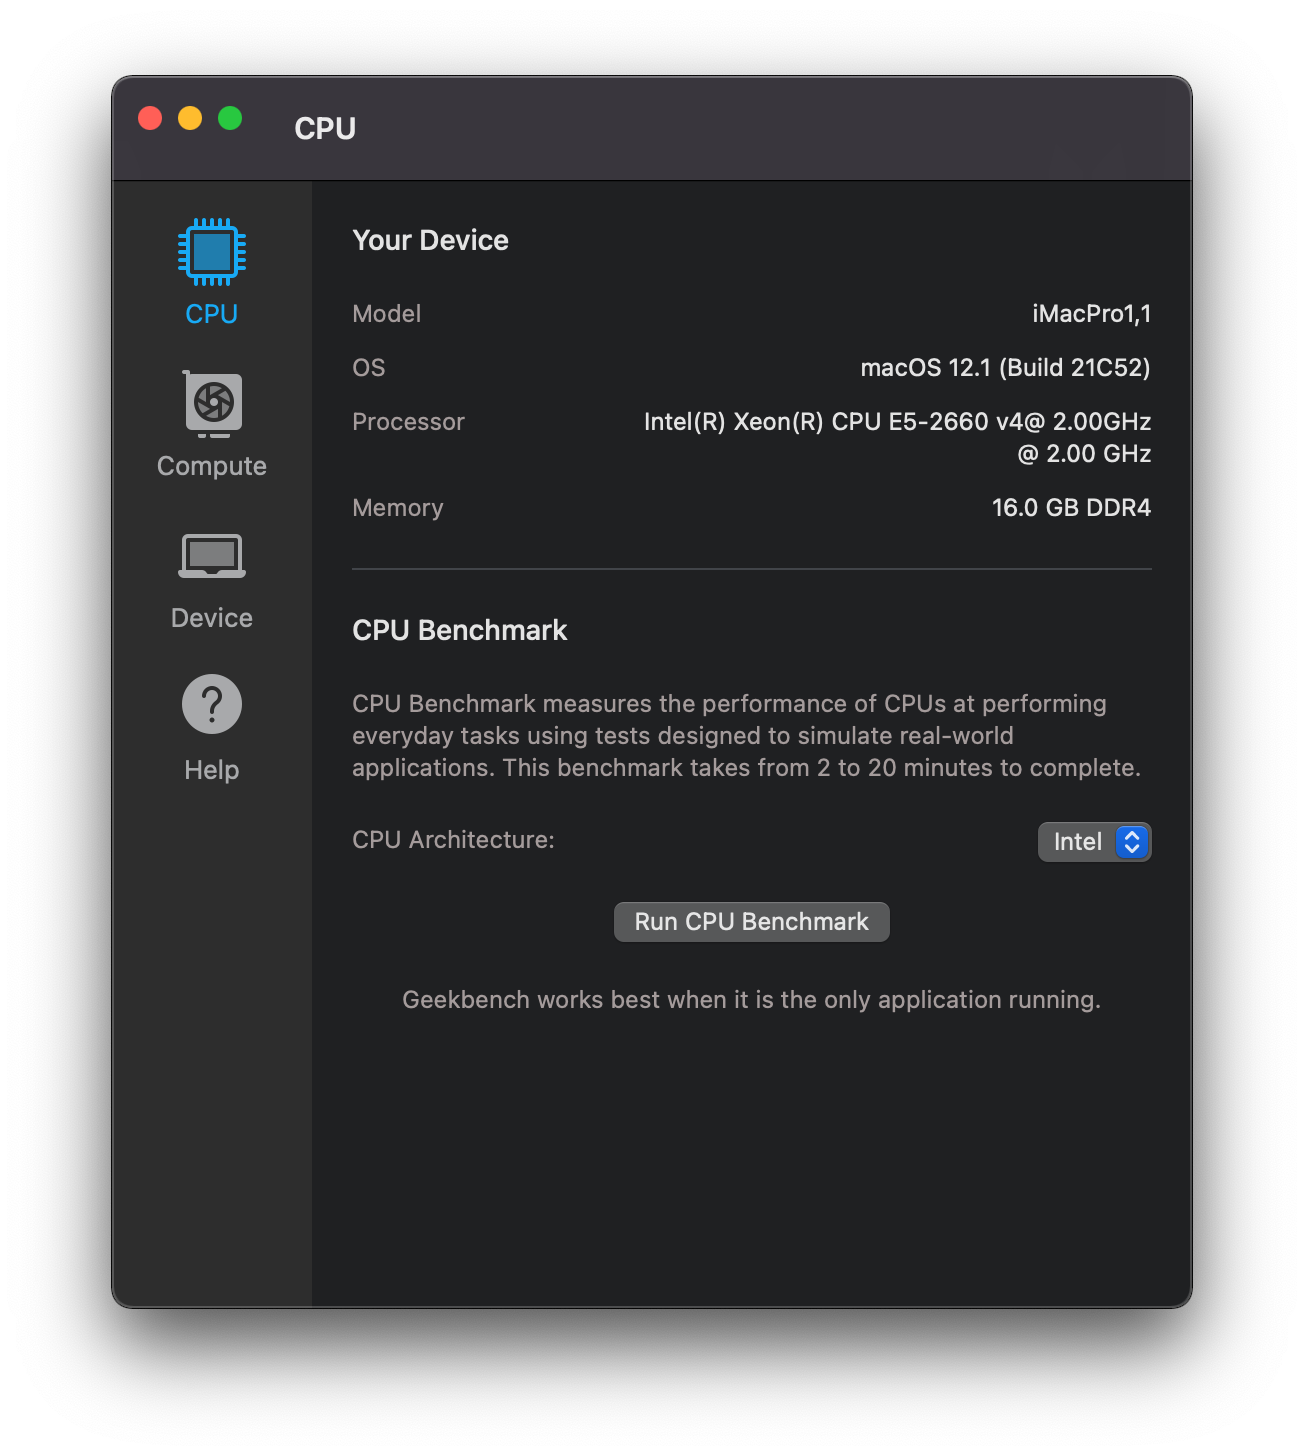 CPU
CPU
Compute
Device
Help
Your Device
Model iMacPro1,1
OS macOS 12.1 (Build 21C52)
Processor Intel(R) Xeon(R) CPU E5-2660 v4@ 2.00GHz
@ 2.00 GHz
Memory 16.0 GB DDR4
CPU Benchmark
CPU Benchmark measures the performance of CPUs at performing
everyday tasks using tests designed to simulate real-world
applications. This benchmark takes from 2 to 20 minutes to complete.
CPU Architecture: Intel
Run CPU Benchmark
Geekbench works best when it is the only application running.